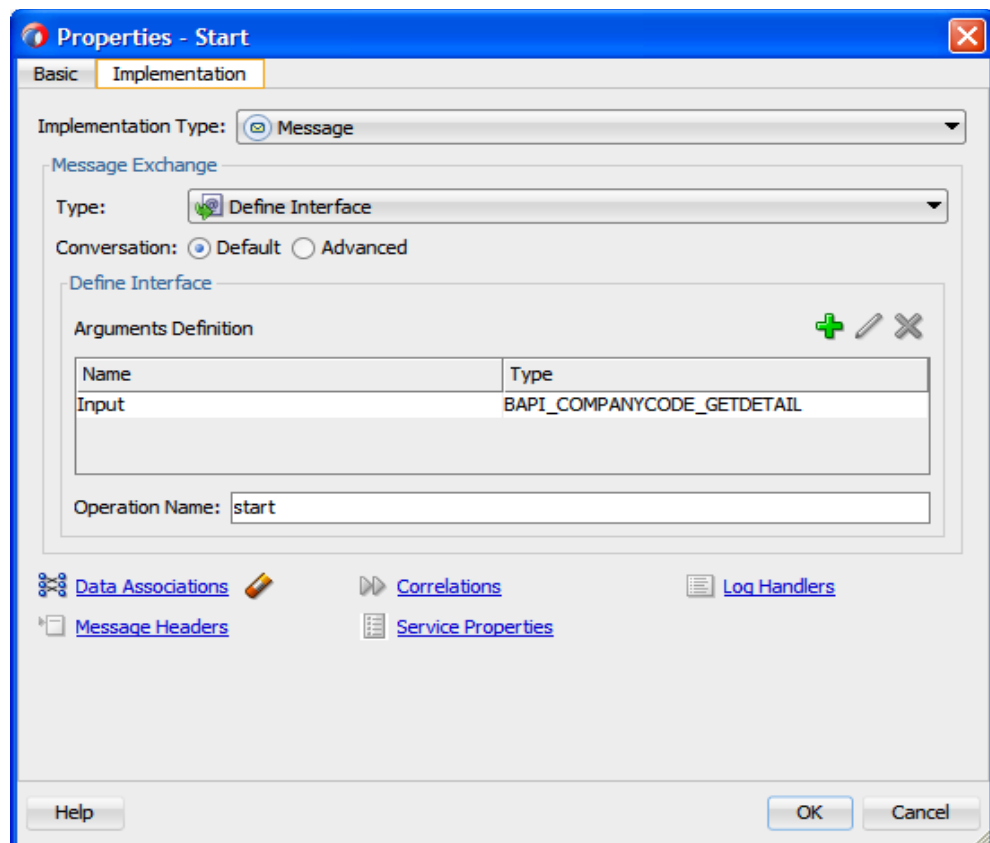 Properties - Start
Basic Implementation
Implementation Type: Message
Message Exchange
Type: Define Interface
Conversation: Default Advanced
Define Interface
Arguments Definition
Name Type
Input BAPI_COMPANYCODE_GETDETAIL
Operation Name: start
Data Associations Correlations Log Handlers
Message Headers Service Properties
Help OK Cancel